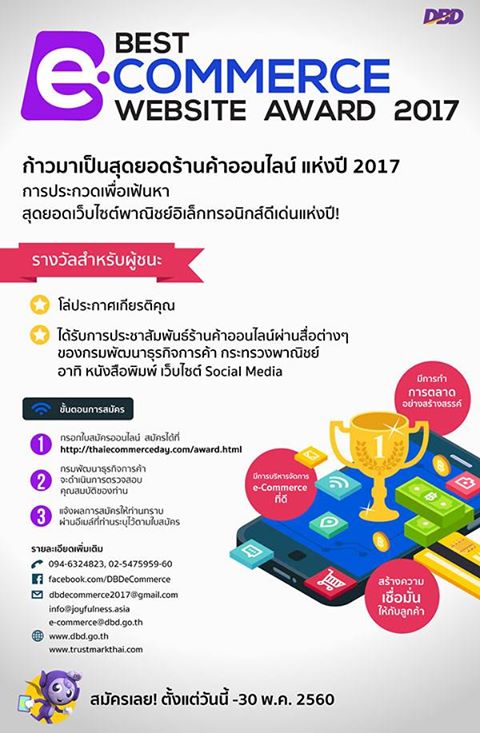 DBD
BEST
e-COMMERCE
WEBSITE AWARD 2017
ก้าวมาเป็นสุดยอดร้านค้าออนไลน์ แห่งปี 2017
การประกวดเพื่อเฟ้นหา
สุดยอดเว็บไซต์พาณิชย์อิเล็กทรอนิกส์ดีเด่นแห่งปี!
รางวัลสำหรับผู้ชนะ
โล่ประกาศเกียรติคุณ
ได้รับการประชาสัมพันธ์ร้านค้าออนไลน์ผ่านสื่อต่างๆ
ของกรมพัฒนาธุรกิจการค้า กระทรวงพาณิชย์
อาทิ หนังสือพิมพ์ เว็บไซต์ Social Media
ขั้นตอนการสมัคร
1 กรอกใบสมัครออนไลน์ สมัครได้ที่
http://thaiecommerceday.com/award.html
2 กรมพัฒนาธุรกิจการค้า
จะดำเนินการตรวจสอบ
คุณสมบัติของท่าน
3 แจ้งผลการสมัครให้ท่านทราบ
ผ่านอีเมล์ที่ท่านระบุไว้ตามใบสมัคร
มีการทำ
การตลาด
อย่างสร้างสรรค์
1
มีการบริหารจัดการ
e-Commerce
ที่ดี
สร้างความ
เชื่อมั่น
ให้กับลูกค้า
รายละเอียดเพิ่มเติม
094-6324823, 02-5475959-60
facebook.com/DBDeCommerce
dbdecommerce2017@gmail.com
info@joyfulness.asia
e-commerce@dbd.go.th
www.dbd.go.th
www.trustmarkthai.com
สมัครเลย! ตั้งแต่วันนี้ -30 พ.ค. 2560